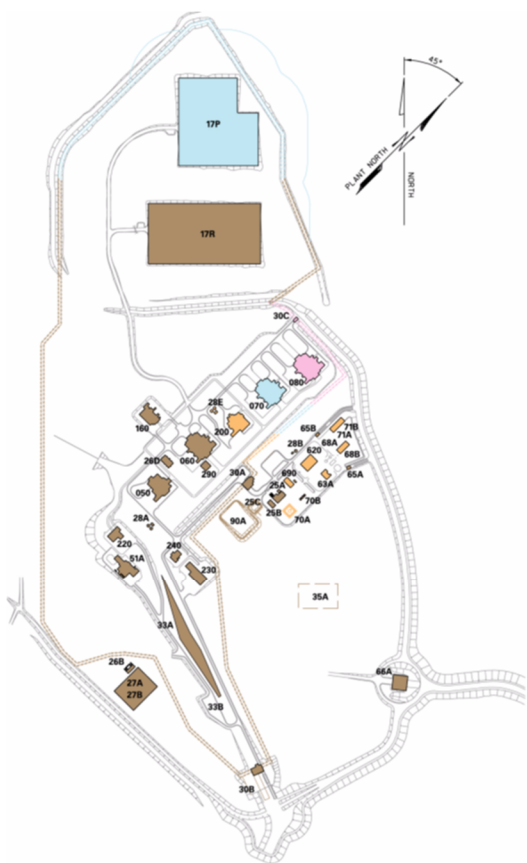 17P
45°
PLANT NORTH
NORTH
17R
30C
080
070
28E
160
200
65B
71B
71A
68A
28B
68B
060
620
26D
290
30A
690
65A
63A
050
25A
25C
70B
25B
28A
90A
70A
220
240
51A
230
35A
33A
26B
66A
27A
27B
33B
30B